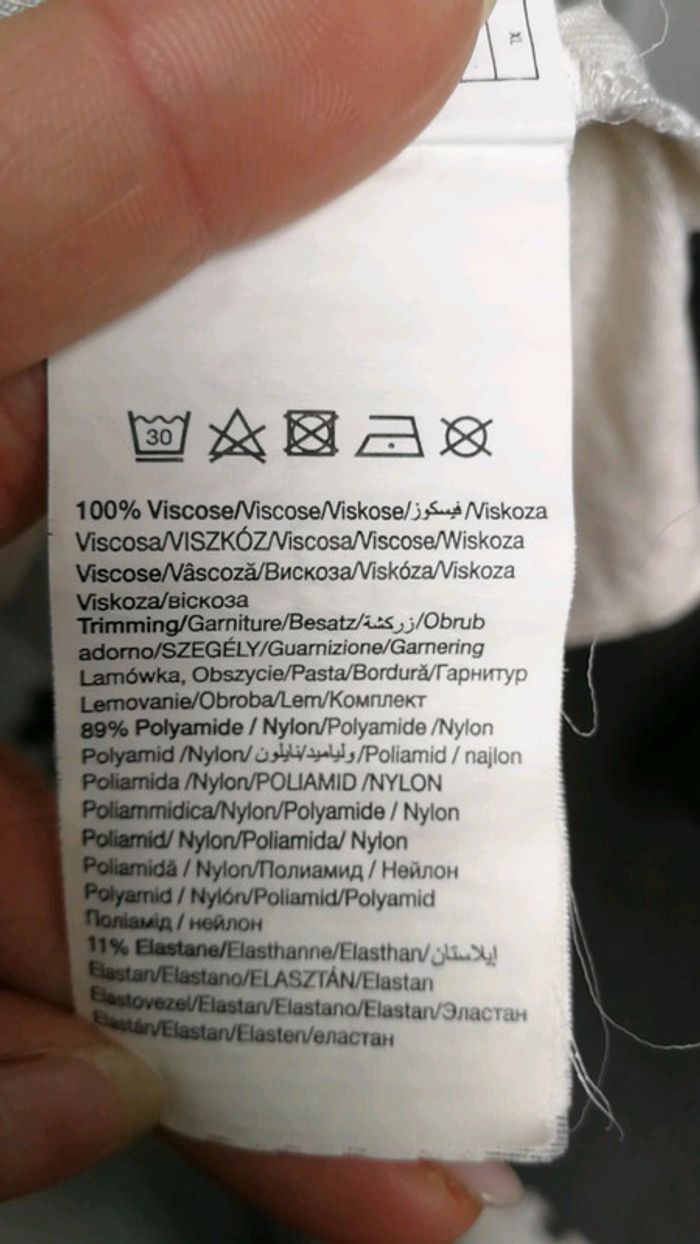 XL
30
100% Viscose/Viscose/Viskose/فيسكوز/Viskoza
Viscosa/VISZKÓZ/Viscosa/Viscose/Wiskoza
Viscose/Vâscoză/Вискоза/Viskóza/Viskoza
Viskoza/віскоза
Trimming/Garniture/Besatz/زركشة/Obrub
adorno/SZEGÉLY/Guarnizione/Garnering
Lamówka, Obszycie/Pasta/Bordură/Гарнитур
Lemovanie/Obroba/Lem/Комплект
89% Polyamide / Nylon/Polyamide /Nylon
Polyamid /Nylon/ولياميد/نايلون/Poliamid / najlon
Poliamida /Nylon/POLIAMID /NYLON
Poliammidica/Nylon/Polyamide / Nylon
Poliamid/ Nylon/Poliamida/ Nylon
Poliamidă / Nylon/Полиамид / Нейлон
Polyamid / Nylón/Poliamid/Polyamid
Поліамід / нейлон
11% Elastane/Elasthanne/Elasthan/إيلاستان
Elastan/Elastano/ELASZTÁN/Elastan
Elastovezel/Elastan/Elastano/Elastan/Эластан
Elastán/Elastan/Elasten/еластан